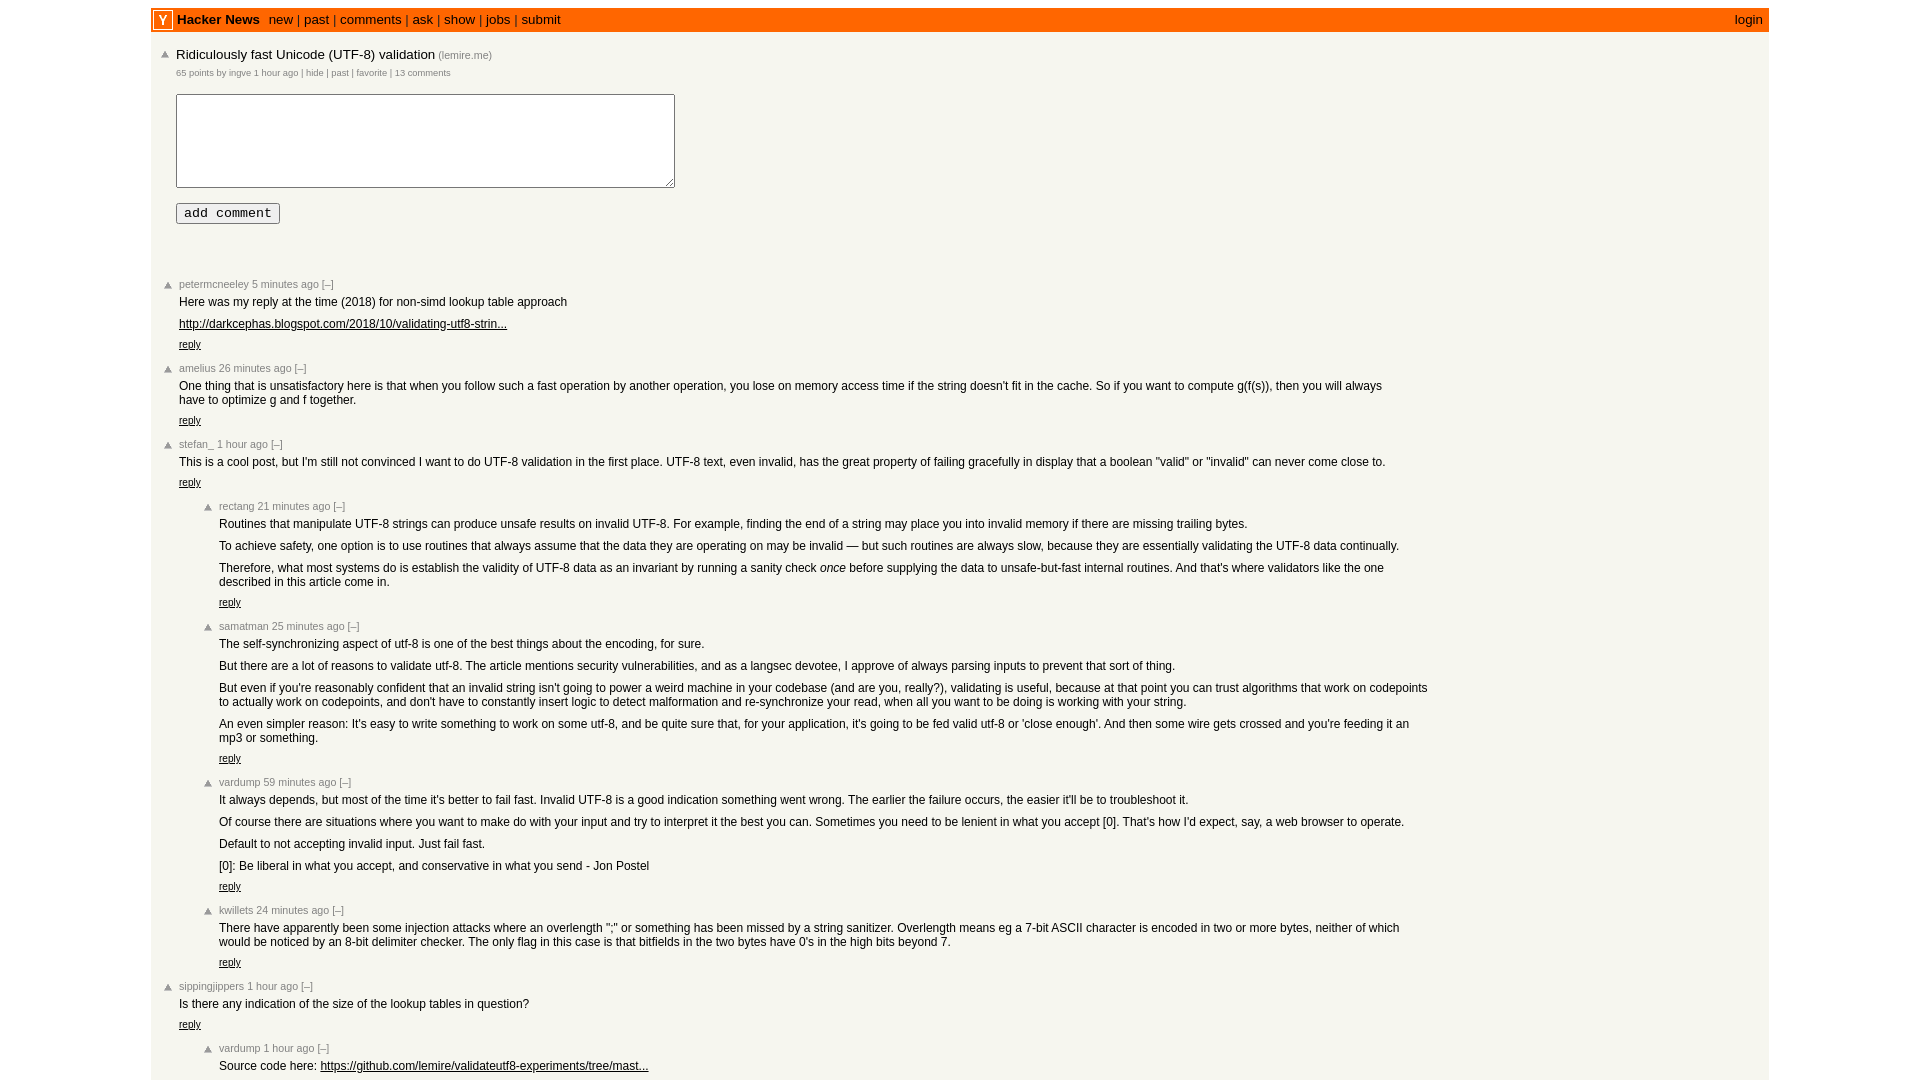 Y Hacker News new | past | comments | ask | show | jobs | submit login
Ridiculously fast Unicode (UTF-8) validation (lemire.me)
65 points by ingve 1 hour ago | hide | past | favorite | 13 comments
add comment
petermcneeley 5 minutes ago [–]
Here was my reply at the time (2018) for non-simd lookup table approach
http://darkcephas.blogspot.com/2018/10/validating-utf8-strin...
reply
amelius 26 minutes ago [–]
One thing that is unsatisfactory here is that when you follow such a fast operation by another operation, you lose on memory access time if the string doesn't fit in the cache. So if you want to compute g(f(s)), then you will always
have to optimize g and f together.
reply
stefan_ 1 hour ago [–]
This is a cool post, but I'm still not convinced I want to do UTF-8 validation in the first place. UTF-8 text, even invalid, has the great property of failing gracefully in display that a boolean "valid" or "invalid" can never come close to.
reply
rectang 21 minutes ago [–]
Routines that manipulate UTF-8 strings can produce unsafe results on invalid UTF-8. For example, finding the end of a string may place you into invalid memory if there are missing trailing bytes.
To achieve safety, one option is to use routines that always assume that the data they are operating on may be invalid — but such routines are always slow, because they are essentially validating the UTF-8 data continually.
Therefore, what most systems do is establish the validity of UTF-8 data as an invariant by running a sanity check once before supplying the data to unsafe-but-fast internal routines. And that's where validators like the one
described in this article come in.
reply
samatman 25 minutes ago [–]
The self-synchronizing aspect of utf-8 is one of the best things about the encoding, for sure.
But there are a lot of reasons to validate utf-8. The article mentions security vulnerabilities, and as a langsec devotee, I approve of always parsing inputs to prevent that sort of thing.
But even if you're reasonably confident that an invalid string isn't going to power a weird machine in your codebase (and are you, really?), validating is useful, because at that point you can trust algorithms that work on codepoints
to actually work on codepoints, and don't have to constantly insert logic to detect malformation and re-synchronize your read, when all you want to be doing is working with your string.
An even simpler reason: It's easy to write something to work on some utf-8, and be quite sure that, for your application, it's going to be fed valid utf-8 or 'close enough'. And then some wire gets crossed and you're feeding it an
mp3 or something.
reply
vardump 59 minutes ago [–]
It always depends, but most of the time it's better to fail fast. Invalid UTF-8 is a good indication something went wrong. The earlier the failure occurs, the easier it'll be to troubleshoot it.
Of course there are situations where you want to make do with your input and try to interpret it the best you can. Sometimes you need to be lenient in what you accept [0]. That's how I'd expect, say, a web browser to operate.
Default to not accepting invalid input. Just fail fast.
[0]: Be liberal in what you accept, and conservative in what you send - Jon Postel
reply
kwillets 24 minutes ago [–]
There have apparently been some injection attacks where an overlength ";" or something has been missed by a string sanitizer. Overlength means eg a 7-bit ASCII character is encoded in two or more bytes, neither of which
would be noticed by an 8-bit delimiter checker. The only flag in this case is that bitfields in the two bytes have 0's in the high bits beyond 7.
reply
sippingjippers 1 hour ago [–]
Is there any indication of the size of the lookup tables in question?
reply
vardump 1 hour ago [–]
Source code here: https://github.com/lemire/validateutf8-experiments/tree/mast...